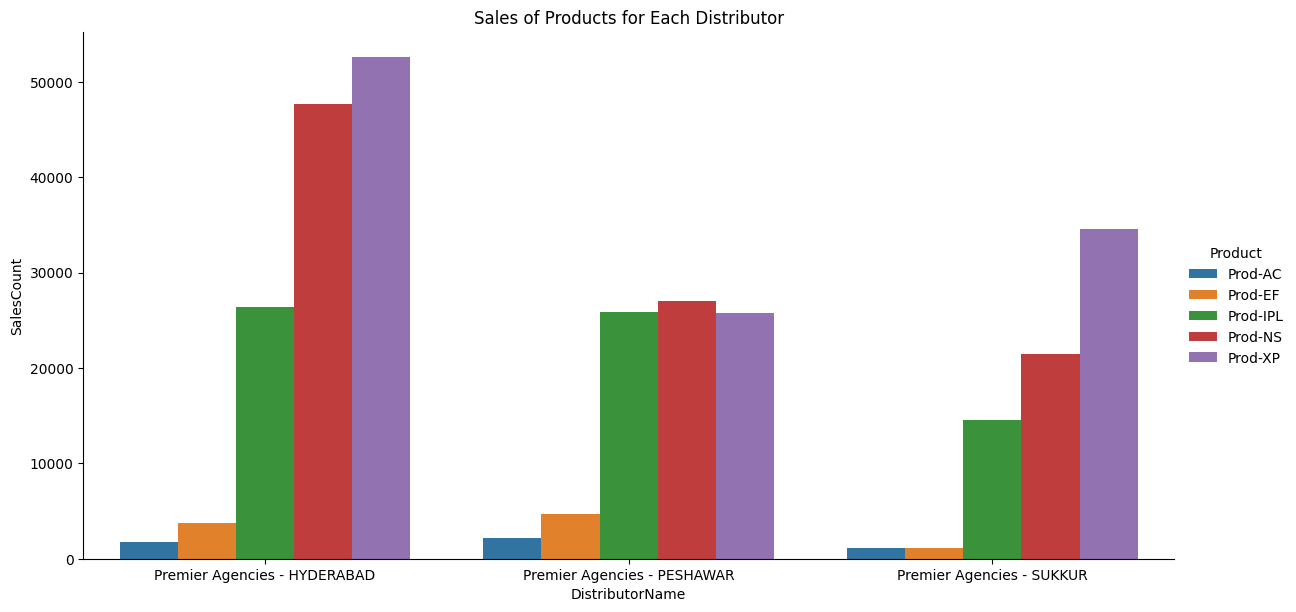 Sales of Products for Each Distributor
SalesCount
50000
40000
30000
20000
10000
0
Premier Agencies - HYDERABAD
Premier Agencies - PESHAWAR
Premier Agencies - SUKKUR
DistributorName
Product
Prod-AC
Prod-EF
Prod-IPL
Prod-NS
Prod-XP